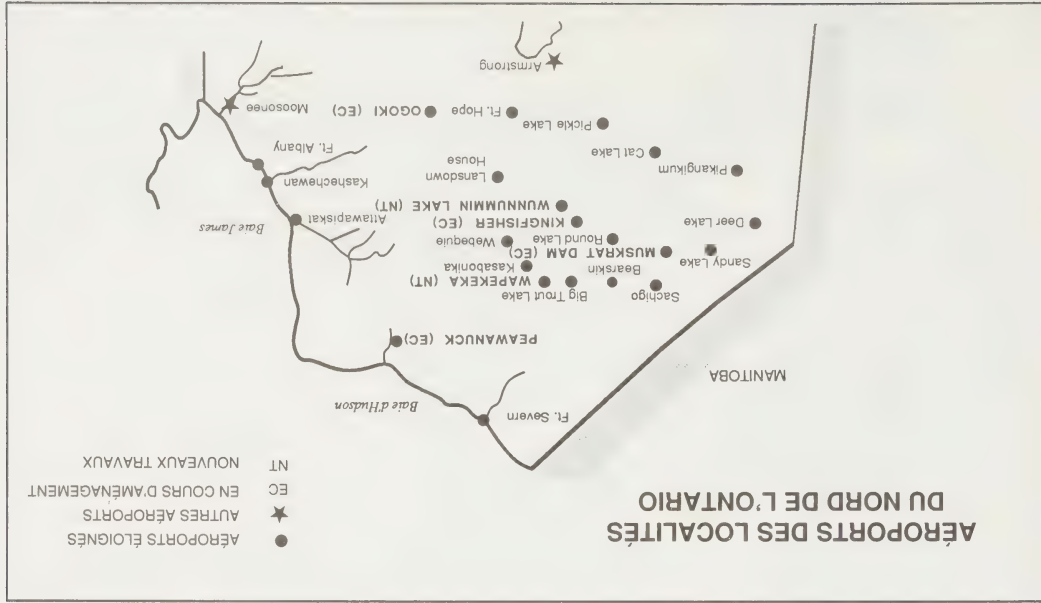 AÉROPORTS DES LOCALITÉS
DU NORD DE L'ONTARIO
● AÉROPORTS ÉLOIGNÉS
★ AUTRES AÉROPORTS
EC EN COURS D'AMÉNAGEMENT
NT NOUVEAUX TRAVAUX
Ft. Severn
Baie d'Hudson
MANITOBA
PEAWANUCK (EC)
Sachigo
Bearskin
Big Trout Lake
WAPEKEKA (NT)
Kasabonika
Sandy Lake
MUSKRAT DAM (EC)
Round Lake
Webequie
Deer Lake
KINGFISHER (EC)
WUNNUMMIN LAKE (NT)
Attawapiskat
Baie James
Pikangikum
Lansdown
House
Kashechewan
Cat Lake
Ft. Albany
Pickle Lake
Ft. Hope
OGOKI (EC)
Moosonee
Armstrong